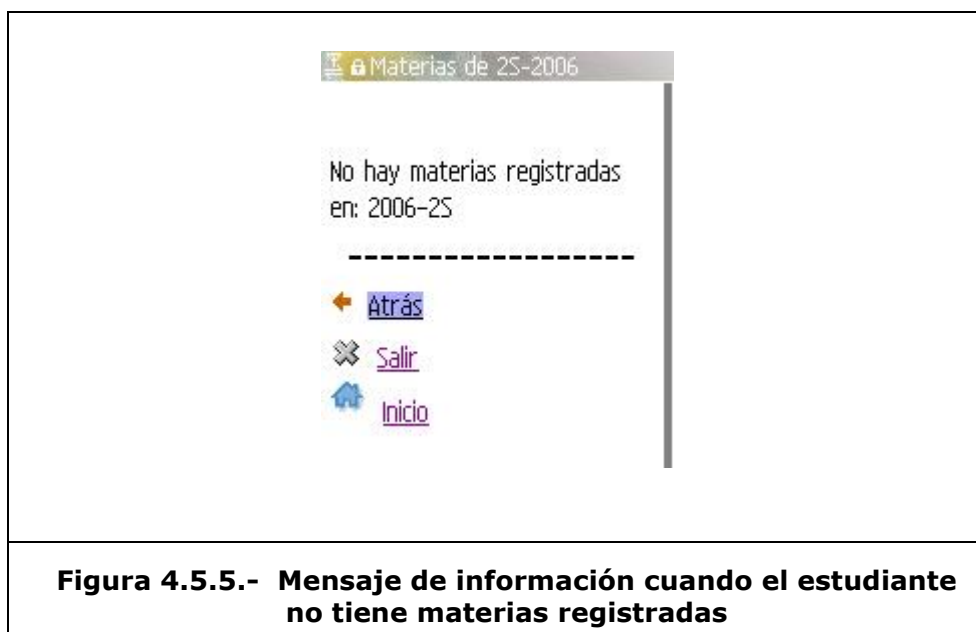 Materias de 2S-2006
No hay materias registradas
en: 2006-2S
------------------
Atrás
Salir
Inicio
Figura 4.5.5.- Mensaje de información cuando el estudiante
no tiene materias registradas